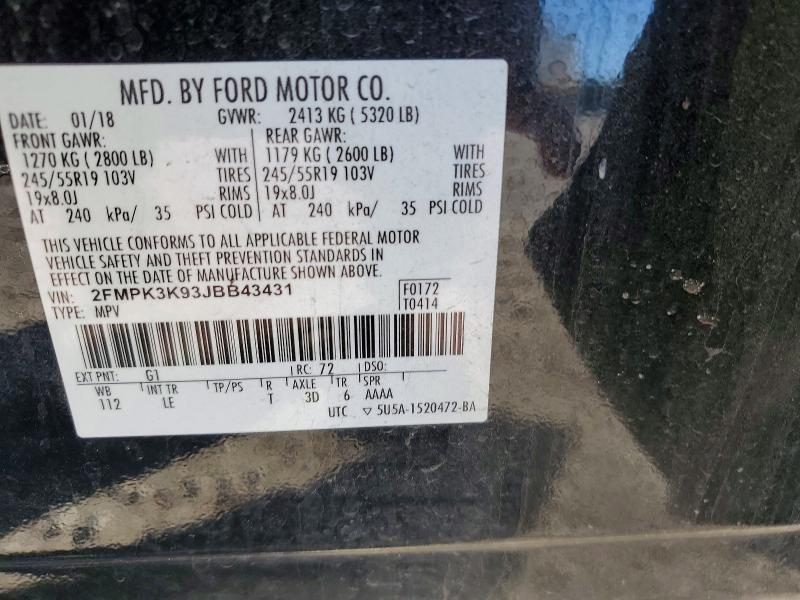 MFD. BY FORD MOTOR CO.
DATE: 01/18 GVWR: 2413 KG ( 5320 LB)
FRONT GAWR: REAR GAWR:
1270 KG ( 2800 LB) WITH 1179 KG ( 2600 LB) WITH
245/55R19 103V TIRES 245/55R19 103V TIRES
19x8.0J RIMS 19x8.0J RIMS
AT 240 kPa/ 35 PSI COLD AT 240 kPa/ 35 PSI COLD
THIS VEHICLE CONFORMS TO ALL APPLICABLE FEDERAL MOTOR
VEHICLE SAFETY AND THEFT PREVENTION STANDARDS IN
EFFECT ON THE DATE OF MANUFACTURE SHOWN ABOVE.
VIN: 2FMPK3K93JBB43431 F0172
TYPE: MPV T0414
EXT PNT: G1 RC: 72 DSO:
WB INT TR TP/PS R AXLE TR SPR
112 LE T 3D 6 AAAA
UTC ▽ 5U5A-1520472-BA